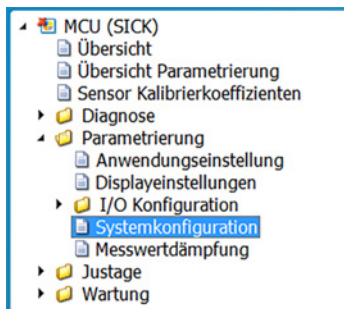 MCU (SICK)
Übersicht
Übersicht Parametrierung
Sensor Kalibrierkoeffizienten
Diagnose
Parametrierung
Anwendungseinstellung
Displayeinstellungen
I/O Konfiguration
Systemkonfiguration
Messwertdämpfung
Justage
Wartung